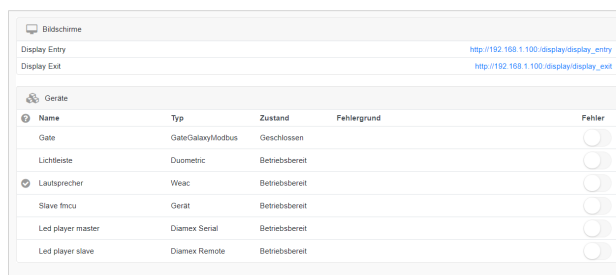 Bildschirme
Display Entry http://192.168.1.100:/display/display_entry
Display Exit http://192.168.1.100:/display/display_exit
Geräte
Name Typ Zustand Fehlergrund Fehler
Gate GateGalaxyModbus Geschlossen
Lichtleiste Duometric Betriebsbereit
Lautsprecher Weac Betriebsbereit
Slave fmcu Gerät Betriebsbereit
Led player master Diamex Serial Betriebsbereit
Led player slave Diamex Remote Betriebsbereit